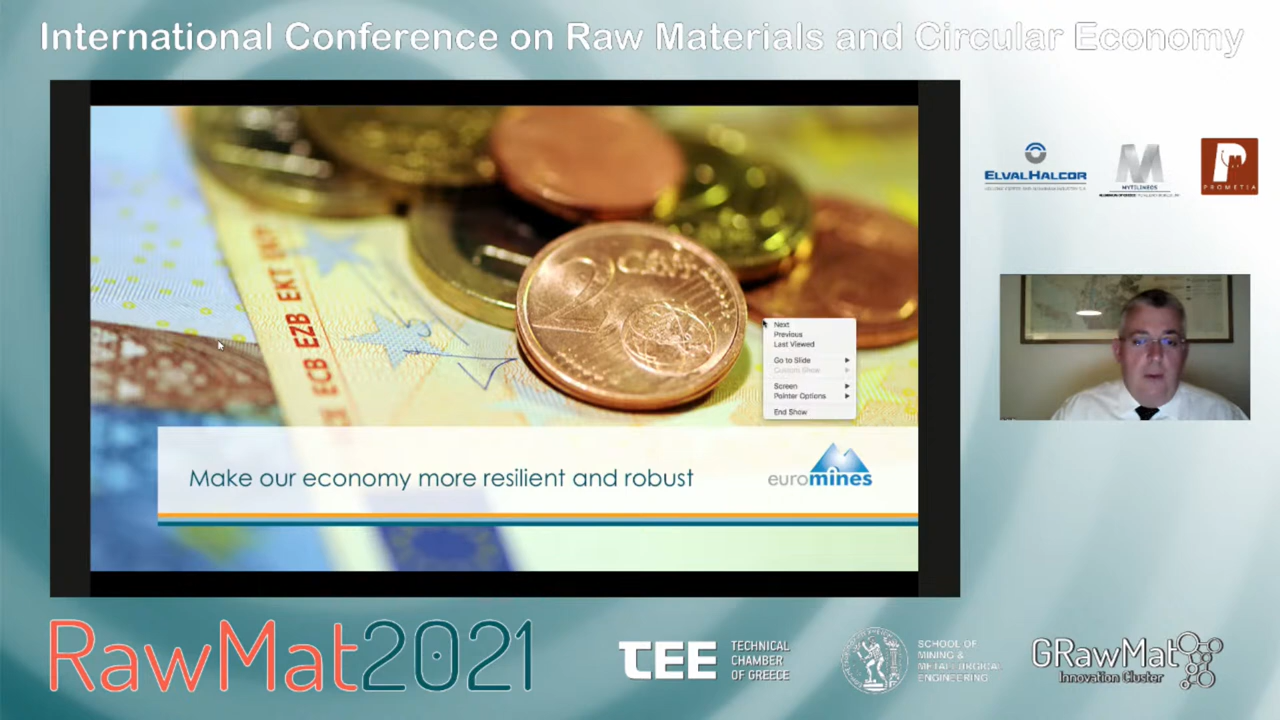 International Conference on Raw Materials and Circular Economy
ELVALHALCOR
MYTILINEOS
PROMETIA
2
ECB EZB EKT
Next
Previous
Last Viewed
Go to Slide
Custom Show
Screen
Pointer Options
End Show
Make our economy more resilient and robust
euromines
RawMat2021
TEE
TECHNICAL
CHAMBER
OF GREECE
SCHOOL OF
MINING &
METALLURGICAL
ENGINEERING
GRawMat
Innovation Cluster